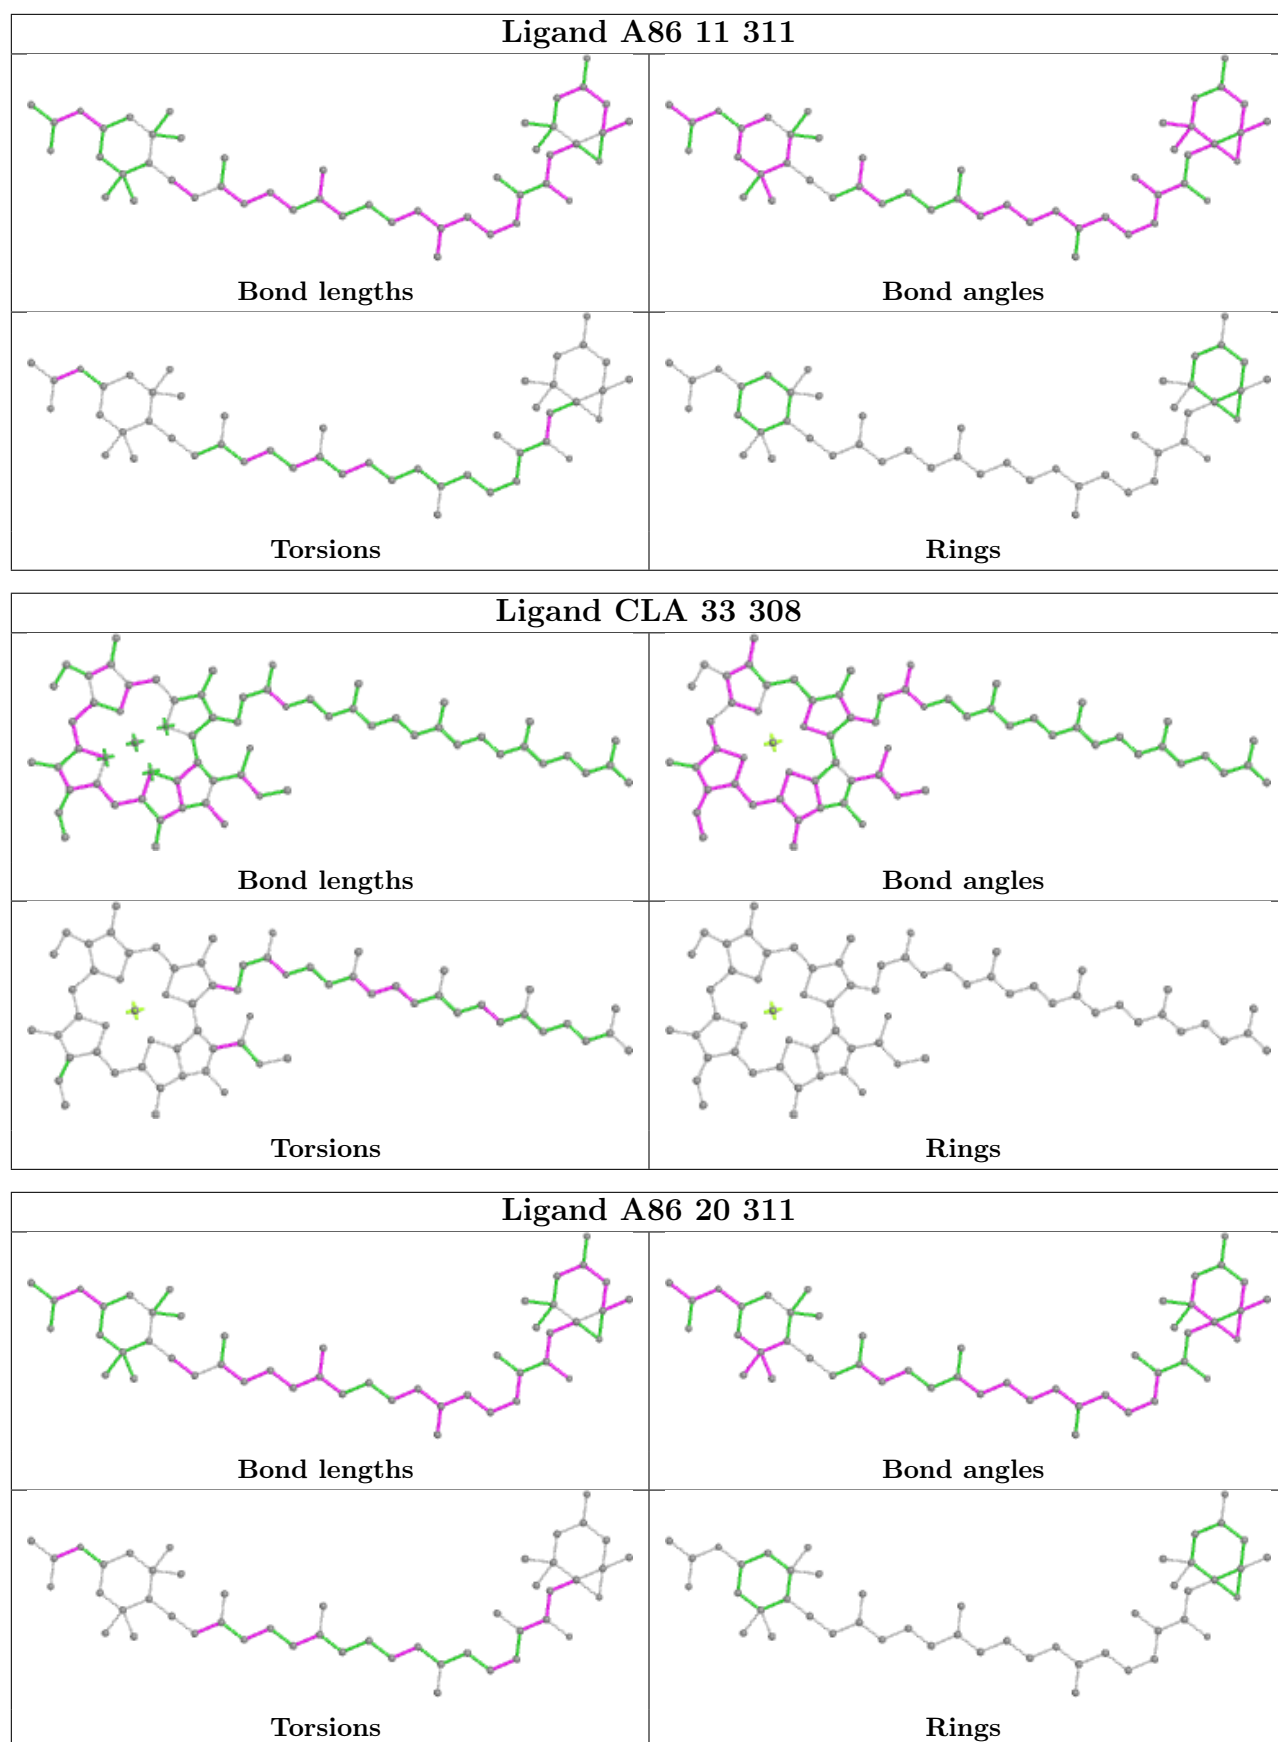 Ligand A86 11 311
Bond lengths
Bond angles
Torsions
Rings
Ligand CLA 33 308
Bond lengths
Bond angles
Torsions
Rings
Ligand A86 20 311
Bond lengths
Bond angles
Torsions
Rings